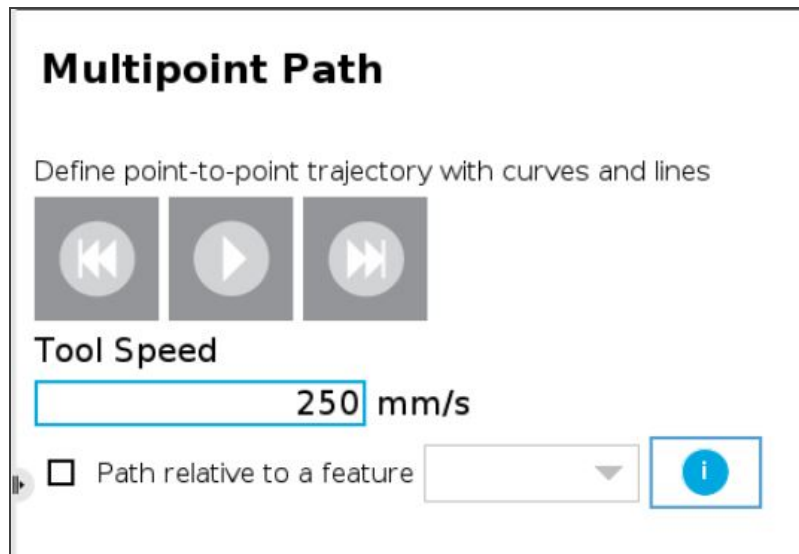 Multipoint Path
Define point-to-point trajectory with curves and lines
Tool Speed
250 mm/s
Path relative to a feature
i